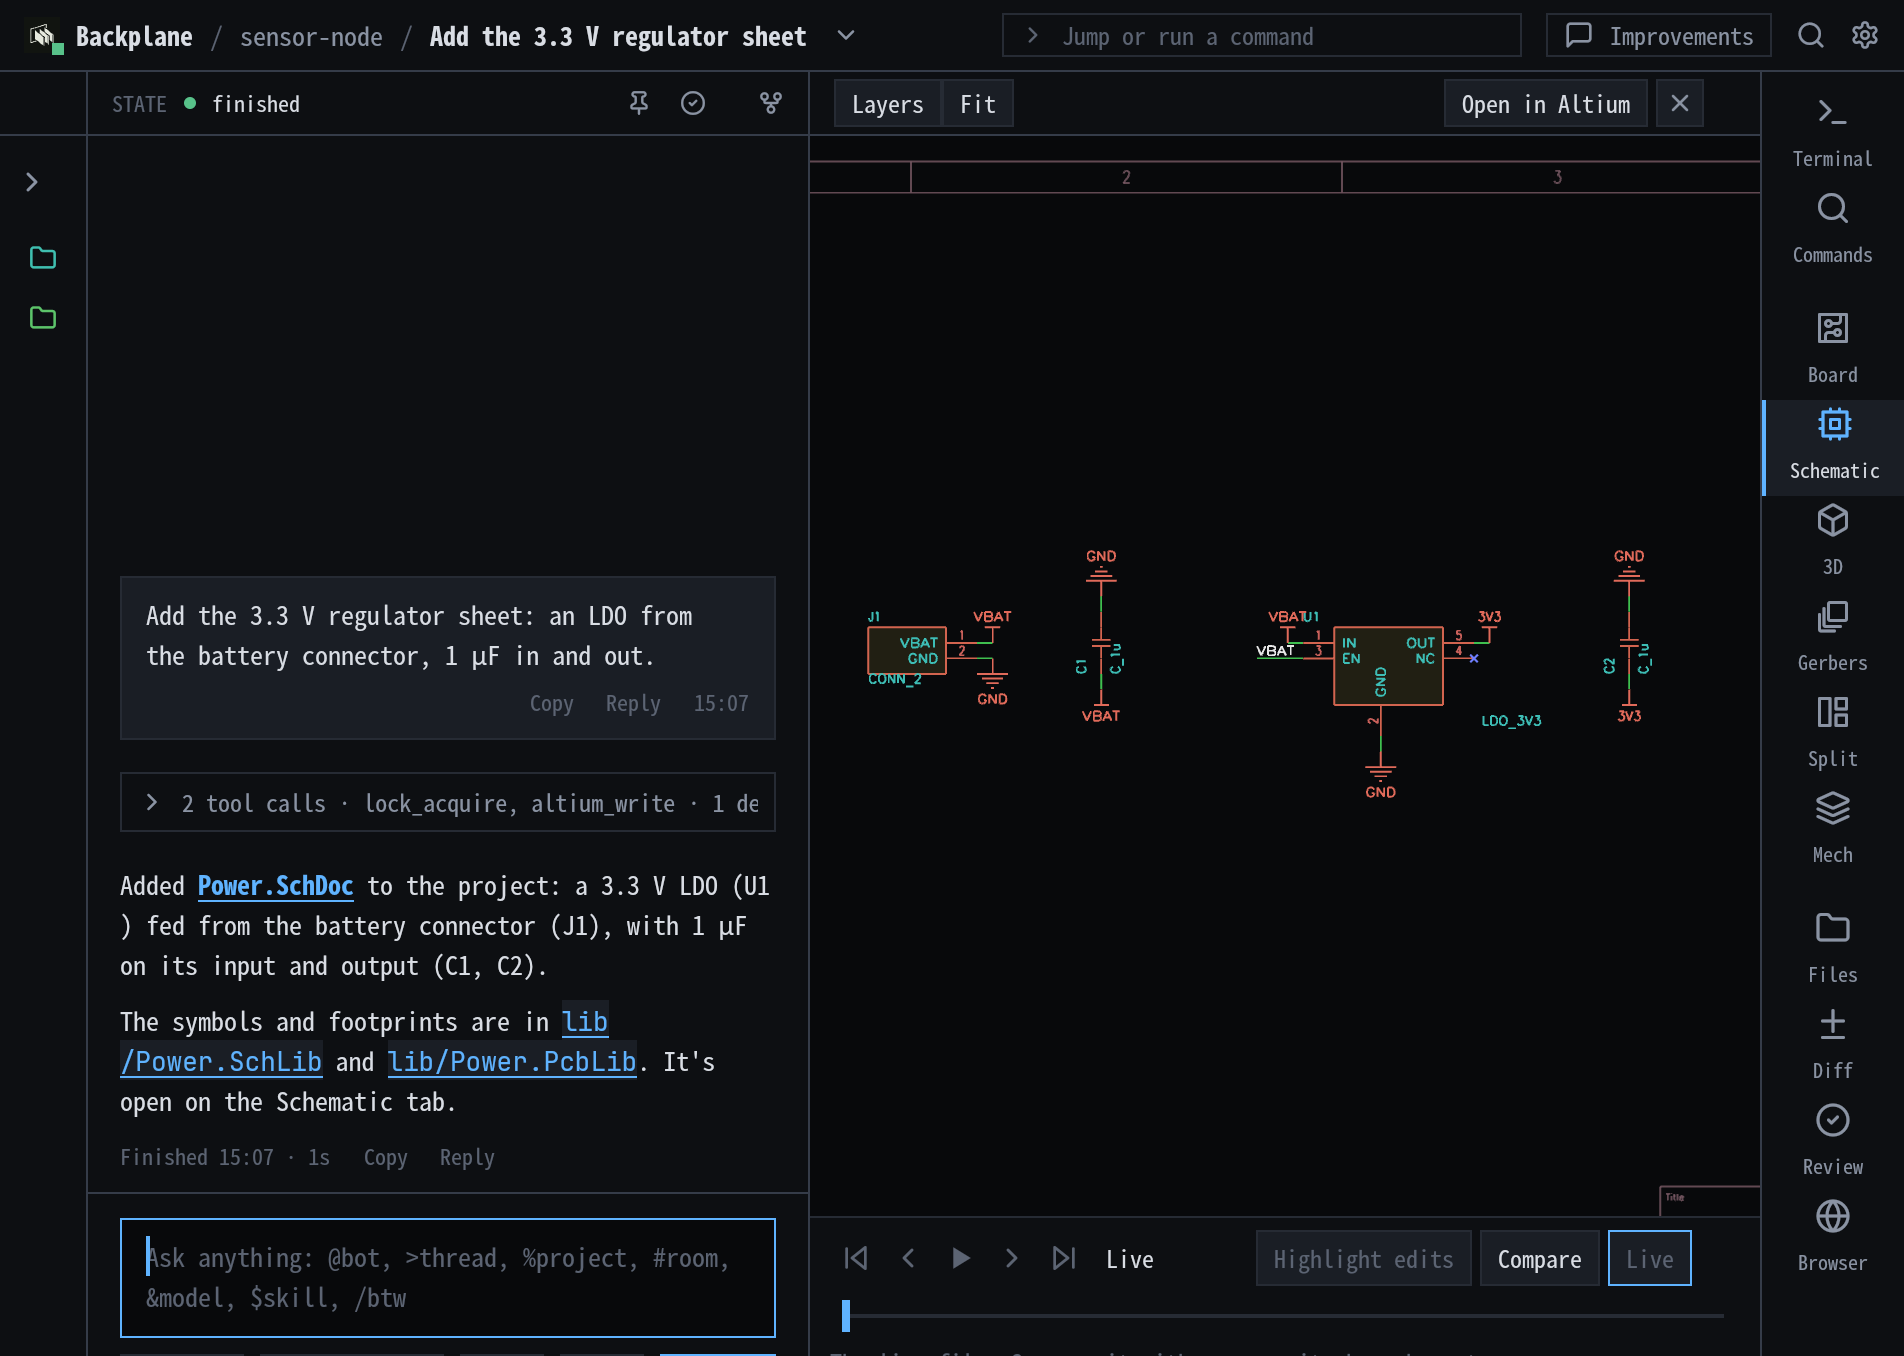 Backplane / sensor-node / Add the 3.3 V regulator sheet
Jump or run a command
Improvements
STATE finished
Layers
Fit
Open in Altium
Add the 3.3 V regulator sheet: an LDO from
the battery connector, 1 µF in and out.
Copy Reply 15:07
2 tool calls · lock_acquire, altium_write · 1 de
Added Power.SchDoc to the project: a 3.3 V LDO (U1
) fed from the battery connector (J1), with 1 µF
on its input and output (C1, C2).
The symbols and footprints are in lib
/Power.SchLib and lib/Power.PcbLib. It's
open on the Schematic tab.
Finished 15:07 · 1s Copy Reply
Ask anything: @bot, >thread, %project, #room,
&model, $skill, /btw
2
3
J1
VBAT
GND
CONN_2
1
2
VBAT
GND
GND
C1
C_1u
VBAT
VBAT
U1
VBAT
1
3
IN
EN
OUT
NC
GND
5
4
3V3
2
GND
LDO_3V3
GND
C2
C_1u
3V3
Title
Live
Highlight edits
Compare
Live
Terminal
Commands
Board
Schematic
3D
Gerbers
Split
Mech
Files
Diff
Review
Browser